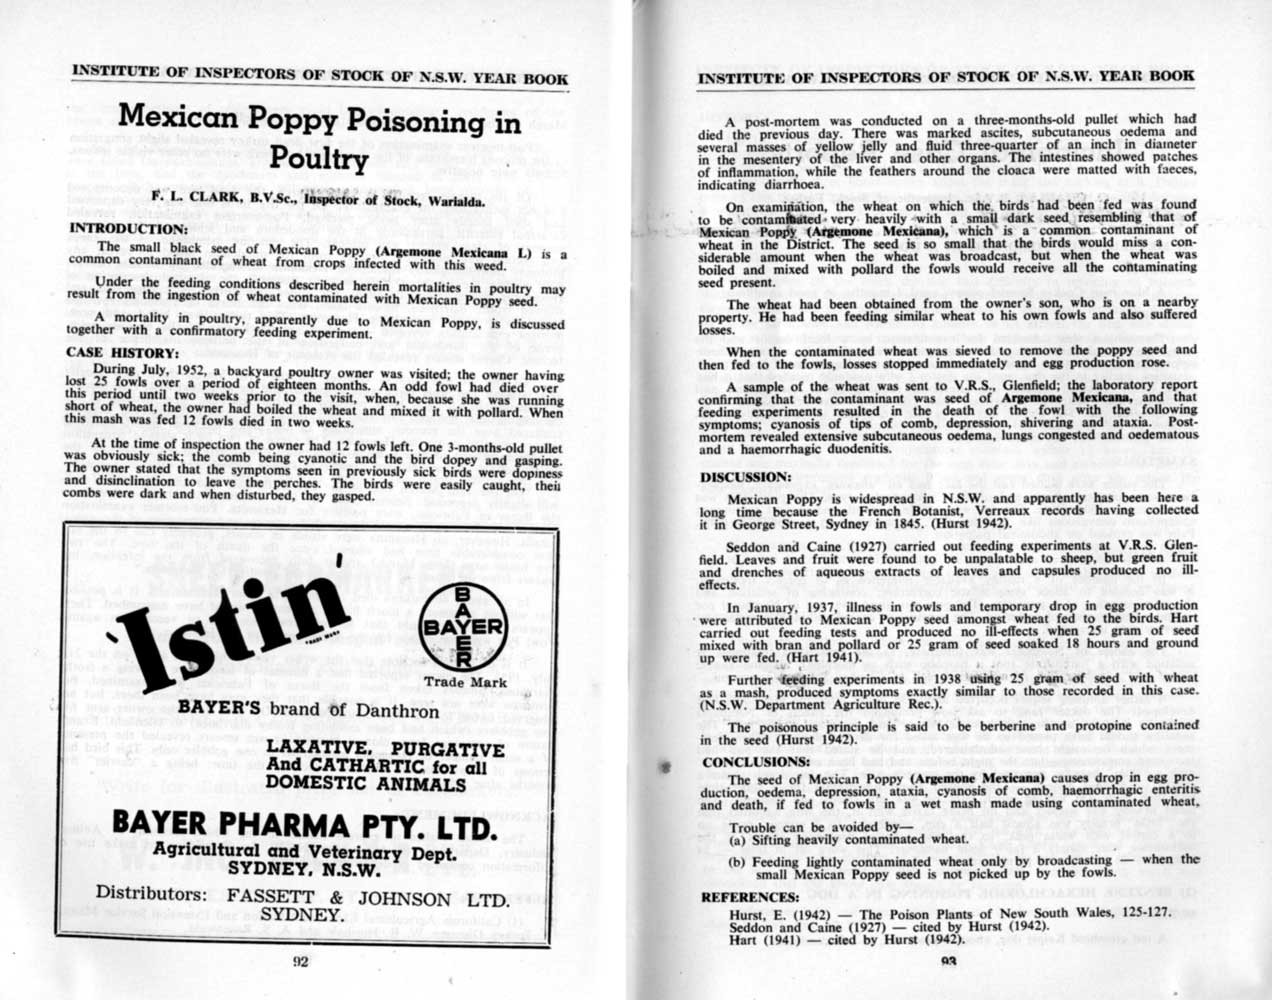 INSTITUTE OF INSPECTORS OF STOCK OF N.S.W. YEAR BOOK
Mexican Poppy Poisoning in
Poultry
F. L. CLARK, B.V.Sc., Inspector of Stock, Warialda.
INTRODUCTION:
The small black seed of Mexican Poppy (Argemone Mexicana L) is a
common contaminant of wheat from crops infected with this weed.
Under the feeding conditions described herein mortalities in poultry may
result from the ingestion of wheat contaminated with Mexican Poppy seed.
A mortality in poultry, apparently due to Mexican Poppy, is discussed
together with a confirmatory feeding experiment.
CASE HISTORY:
During July, 1952, a backyard poultry owner was visited; the owner having
lost 25 fowls over a period of eighteen months. An odd fowl had died over
this period until two weeks prior to the visit, when, because she was running
short of wheat, the owner had boiled the wheat and mixed it with pollard. When
this mash was fed 12 fowls died in two weeks.
At the time of inspection the owner had 12 fowls left. One 3-months-old pullet
was obviously sick; the comb being cyanotic and the bird dopey and gasping.
The owner stated that the symptoms seen in previously sick birds were dopiness
and disinclination to leave the perches. The birds were easily caught, their
combs were dark and when disturbed, they gasped.
'Istin'
TRADE MARK
BAYER
BAYER
Trade Mark
BAYER'S brand of Danthron
LAXATIVE, PURGATIVE
And CATHARTIC for all
DOMESTIC ANIMALS
BAYER PHARMA PTY. LTD.
Agricultural and Veterinary Dept.
SYDNEY, N.S.W.
Distributors: FASSETT & JOHNSON LTD.
SYDNEY.
92
INSTITUTE OF INSPECTORS OF STOCK OF N.S.W. YEAR BOOK
A post-mortem was conducted on a three-months-old pullet which had
died the previous day. There was marked ascites, subcutaneous oedema and
several masses of yellow jelly and fluid three-quarter of an inch in diameter
in the mesentery of the liver and other organs. The intestines showed patches
of inflammation, while the feathers around the cloaca were matted with faeces,
indicating diarrhoea.
On examination, the wheat on which the birds had been fed was found
to be contaminated very heavily with a small dark seed resembling that of
Mexican Poppy (Argemone Mexicana), which is a common contaminant of
wheat in the District. The seed is so small that the birds would miss a con-
siderable amount when the wheat was broadcast, but when the wheat was
boiled and mixed with pollard the fowls would receive all the contaminating
seed present.
The wheat had been obtained from the owner's son, who is on a nearby
property. He had been feeding similar wheat to his own fowls and also suffered
losses.
When the contaminated wheat was sieved to remove the poppy seed and
then fed to the fowls, losses stopped immediately and egg production rose.
A sample of the wheat was sent to V.R.S., Glenfield; the laboratory report
confirming that the contaminant was seed of Argemone Mexicana, and that
feeding experiments resulted in the death of the fowl with the following
symptoms; cyanosis of tips of comb, depression, shivering and ataxia. Post-
mortem revealed extensive subcutaneous oedema, lungs congested and oedematous
and a haemorrhagic duodenitis.
DISCUSSION:
Mexican Poppy is widespread in N.S.W. and apparently has been here a
long time because the French Botanist, Verreaux records having collected
it in George Street, Sydney in 1845. (Hurst 1942).
Seddon and Caine (1927) carried out feeding experiments at V.R.S. Glen-
field. Leaves and fruit were found to be unpalatable to sheep, but green fruit
and drenches of aqueous extracts of leaves and capsules produced no ill-
effects.
In January, 1937, illness in fowls and temporary drop in egg production
were attributed to Mexican Poppy seed amongst wheat fed to the birds. Hart
carried out feeding tests and produced no ill-effects when 25 gram of seed
mixed with bran and pollard or 25 gram of seed soaked 18 hours and ground
up were fed. (Hart 1941).
Further feeding experiments in 1938 using 25 gram of seed with wheat
as a mash, produced symptoms exactly similar to those recorded in this case.
(N.S.W. Department Agriculture Rec.).
The poisonous principle is said to be berberine and protopine contained
in the seed (Hurst 1942).
CONCLUSIONS:
The seed of Mexican Poppy (Argemone Mexicana) causes drop in egg pro-
duction, oedema, depression, ataxia, cyanosis of comb, haemorrhagic enteritis
and death, if fed to fowls in a wet mash made using contaminated wheat.
Trouble can be avoided by—
(a) Sifting heavily contaminated wheat.
(b) Feeding lightly contaminated wheat only by broadcasting — when the
small Mexican Poppy seed is not picked up by the fowls.
REFERENCES:
Hurst, E. (1942) — The Poison Plants of New South Wales, 125-127.
Seddon and Caine (1927) — cited by Hurst (1942).
Hart (1941) — cited by Hurst (1942).
93